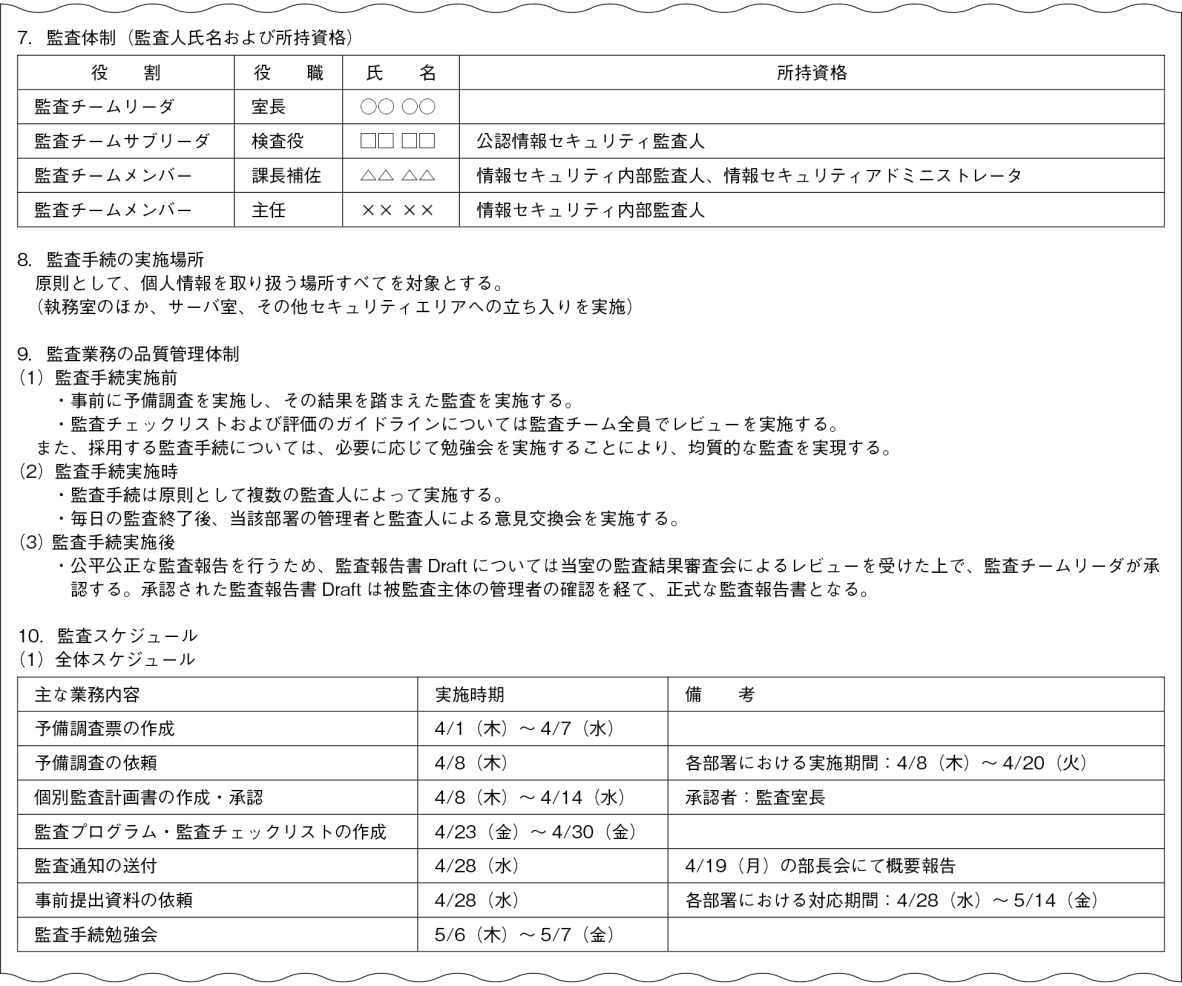 7. 監査体制（監査人氏名および所持資格）
役　割 役　職 氏　名 所持資格
監査チームリーダ 室長 ○○ ○○
監査チームサブリーダ 検査役 □□ □□ 公認情報セキュリティ監査人
監査チームメンバー 課長補佐 △△ △△ 情報セキュリティ内部監査人、情報セキュリティアドミニストレータ
監査チームメンバー 主任 ×× ×× 情報セキュリティ内部監査人
8. 監査手続の実施場所
原則として、個人情報を取り扱う場所すべてを対象とする。
（執務室のほか、サーバ室、その他セキュリティエリアへの立ち入りを実施）
9. 監査業務の品質管理体制
（1）監査手続実施前
・事前に予備調査を実施し、その結果を踏まえた監査を実施する。
・監査チェックリストおよび評価のガイドラインについては監査チーム全員でレビューを実施する。
また、採用する監査手続については、必要に応じて勉強会を実施することにより、均質的な監査を実現する。
（2）監査手続実施時
・監査手続は原則として複数の監査人によって実施する。
・毎日の監査終了後、当該部署の管理者と監査人による意見交換会を実施する。
（3）監査手続実施後
・公平公正な監査報告を行うため、監査報告書 Draft については当室の監査結果審査会によるレビューを受けた上で、監査チームリーダが承
認する。承認された監査報告書 Draft は被監査主体の管理者の確認を経て、正式な監査報告書となる。
10. 監査スケジュール
（1）全体スケジュール
主な業務内容 実施時期 備　考
予備調査票の作成 4/1（木）～ 4/7（水）
予備調査の依頼 4/8（木） 各部署における実施期間：4/8（木）～ 4/20（火）
個別監査計画書の作成・承認 4/8（木）～ 4/14（水） 承認者：監査室長
監査プログラム・監査チェックリストの作成 4/23（金）～ 4/30（金）
監査通知の送付 4/28（水） 4/19（月）の部長会にて概要報告
事前提出資料の依頼 4/28（水） 各部署における対応期間：4/28（水）～ 5/14（金）
監査手続勉強会 5/6（木）～ 5/7（金）